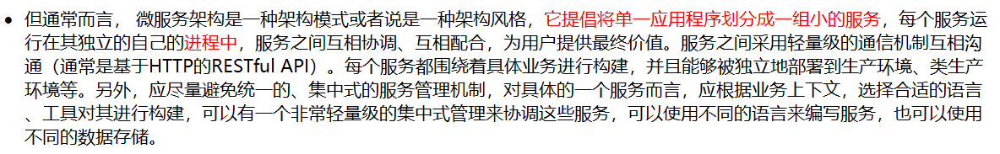 • 但通常而言， 微服务架构是一种架构模式或者说是一种架构风格，它提倡将单一应用程序划分成一组小的服务，每个服务运
行在其独立的自己的进程中，服务之间互相协调、互相配合，为用户提供最终价值。服务之间采用轻量级的通信机制互相沟
通（通常是基于HTTP的RESTful API）。每个服务都围绕着具体业务进行构建，并且能够被独立地部署到生产环境、类生产
环境等。另外，应尽量避免统一的、集中式的服务管理机制，对具体的一个服务而言，应根据业务上下文，选择合适的语言
、工具对其进行构建，可以有一个非常轻量级的集中式管理来协调这些服务，可以使用不同的语言来编写服务，也可以使用
不同的数据存储。